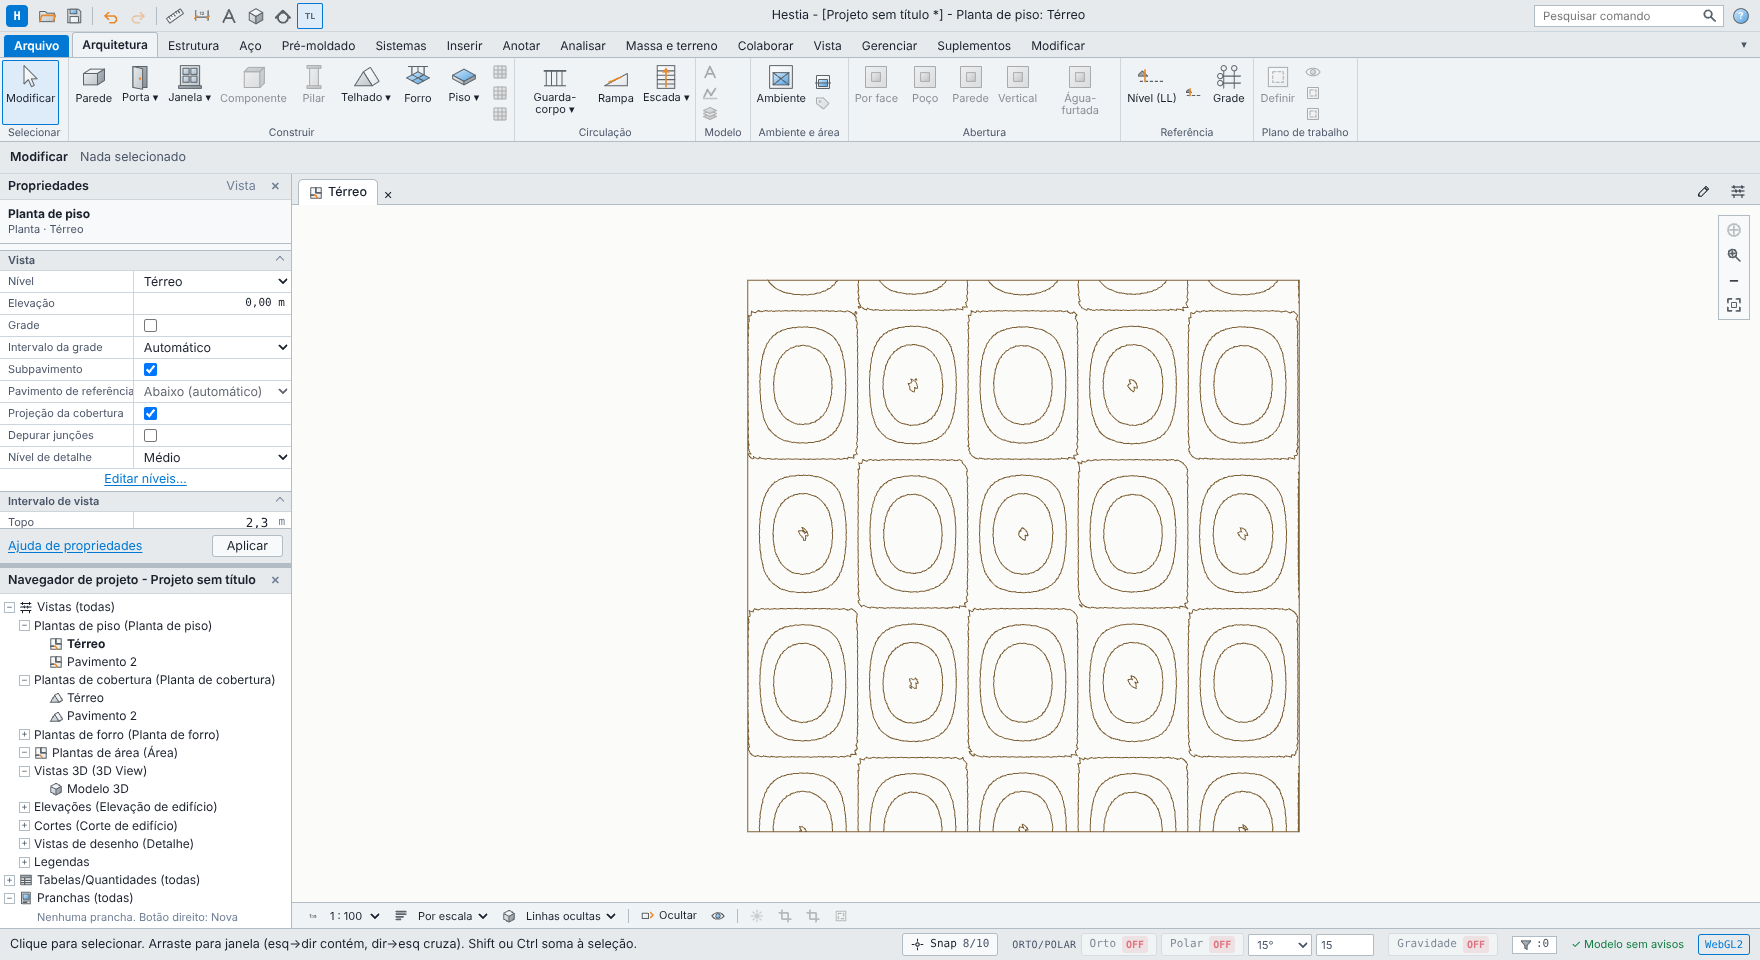 H TL Hestia - [Projeto sem título *] - Planta de piso: Térreo Pesquisar comando ?
Arquivo Arquitetura Estrutura Aço Pré-moldado Sistemas Inserir Anotar Analisar Massa e terreno Colaborar Vista Gerenciar Suplementos Modificar
Modificar Parede Porta ▾ Janela ▾ Componente Pilar Telhado ▾ Forro Piso ▾ Guarda-corpo ▾ Rampa Escada ▾ Ambiente Por face Poço Parede Vertical Água-furtada Nível (LL) Grade Definir
Selecionar Construir Circulação Modelo Ambiente e área Abertura Referência Plano de trabalho
Modificar Nada selecionado
Propriedades Vista ×
Térreo ×
Planta de piso
Planta · Térreo
Vista
Nível Térreo
Elevação 0,00 m
Grade
Intervalo da grade Automático
Subpavimento
Pavimento de referência Abaixo (automático)
Projeção da cobertura
Depurar junções
Nível de detalhe Médio
Editar níveis...
Intervalo de vista
Topo 2,3 m
Ajuda de propriedades Aplicar
Navegador de projeto - Projeto sem título ×
Vistas (todas)
Plantas de piso (Planta de piso)
Térreo
Pavimento 2
Plantas de cobertura (Planta de cobertura)
Térreo
Pavimento 2
Plantas de forro (Planta de forro)
Plantas de área (Área)
Vistas 3D (3D View)
Modelo 3D
Elevações (Elevação de edifício)
Cortes (Corte de edifício)
Vistas de desenho (Detalhe)
Legendas
Tabelas/Quantidades (todas)
Pranchas (todas)
Nenhuma prancha. Botão direito: Nova
1 : 100 Por escala Linhas ocultas Ocultar
Clique para selecionar. Arraste para janela (esq→dir contém, dir→esq cruza). Shift ou Ctrl soma à seleção. Snap 8/10 ORTO/POLAR Orto OFF Polar OFF 15° 15 Gravidade OFF :0 ✓ Modelo sem avisos WebGL2